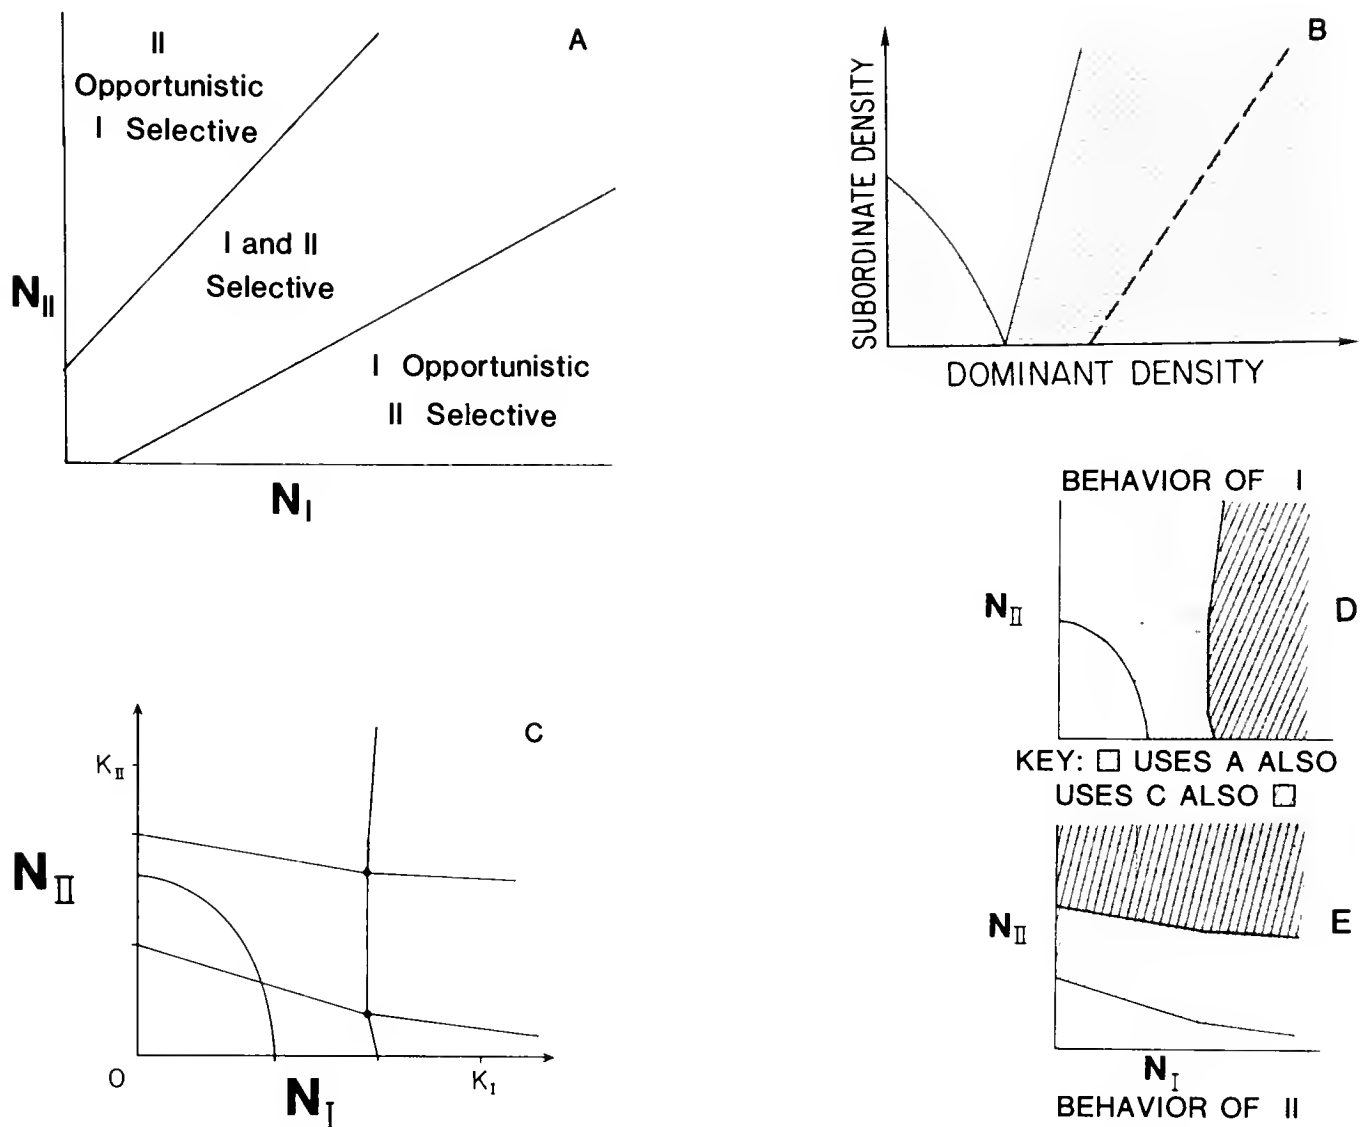 A
II
Opportunistic
I Selective
I and II
Selective
I Opportunistic
II Selective
N_II
N_I
B
SUBORDINATE DENSITY
DOMINANT DENSITY
C
K_II
N_II
O
N_I
K_I
BEHAVIOR OF I
N_II
D
KEY: □ USES A ALSO
USES C ALSO □
N_II
E
N_I
BEHAVIOR OF II